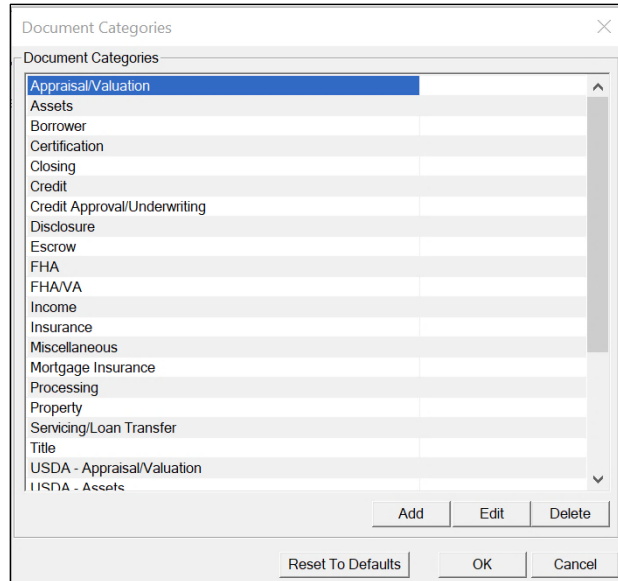 Document Categories
Document Categories
Appraisal/Valuation
Assets
Borrower
Certification
Closing
Credit
Credit Approval/Underwriting
Disclosure
Escrow
FHA
FHA/VA
Income
Insurance
Miscellaneous
Mortgage Insurance
Processing
Property
Servicing/Loan Transfer
Title
USDA - Appraisal/Valuation
USDA - Assets
Add Edit Delete
Reset To Defaults OK Cancel